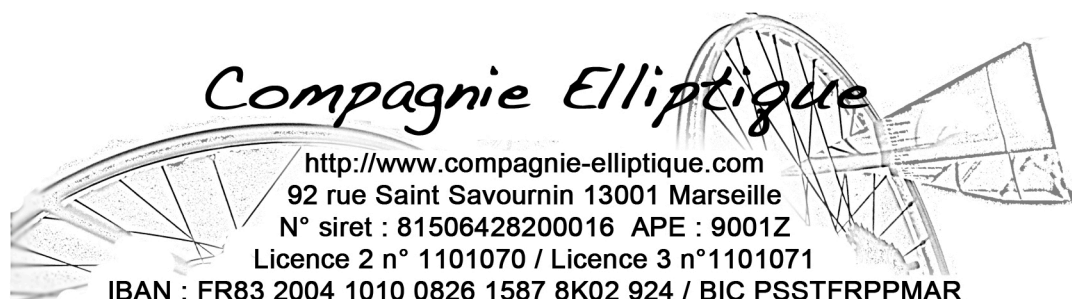 Compagnie Elliptique
http://www.compagnie-elliptique.com
92 rue Saint Savournin 13001 Marseille
N° siret : 81506428200016 APE : 9001Z
Licence 2 n° 1101070 / Licence 3 n°1101071
IBAN : FR83 2004 1010 0826 1587 8K02 924 / BIC PSSTFRPPMAR